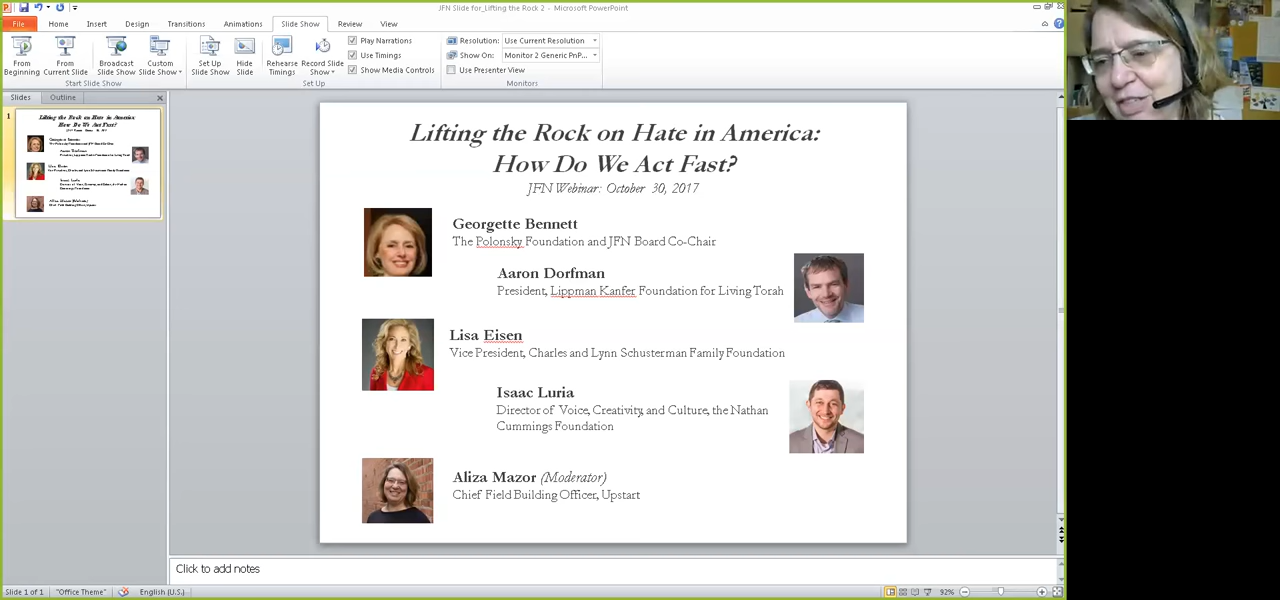 JFN Slide for_Lifting the Rock 2 - Microsoft PowerPoint
File Home Insert Design Transitions Animations Slide Show Review View
From Beginning
From Current Slide
Broadcast Slide Show
Custom Slide Show
Set Up Slide Show
Hide Slide
Rehearse Timings
Record Slide Show
Play Narrations
Use Timings
Show Media Controls
Resolution: Use Current Resolution
Show On: Monitor 2 Generic PnP...
Use Presenter View
Start Slide Show Set Up Monitors
Slides Outline
1
Lifting the Rock on Hate in America:
How Do We Act Fast?
JFN Webinar: October 30, 2017
Georgette Bennett
The Polonsky Foundation and JFN Board Co-Chair
Aaron Dorfman
President, Lippman Kanfer Foundation for Living Torah
Lisa Eisen
Vice President, Charles and Lynn Schusterman Family Foundation
Isaac Luria
Director of Voice, Creativity, and Culture, the Nathan
Cummings Foundation
Aliza Mazor (Moderator)
Chief Field Building Officer, Upstart
Click to add notes
Slide 1 of 1 "Office Theme" English (U.S.) 92%